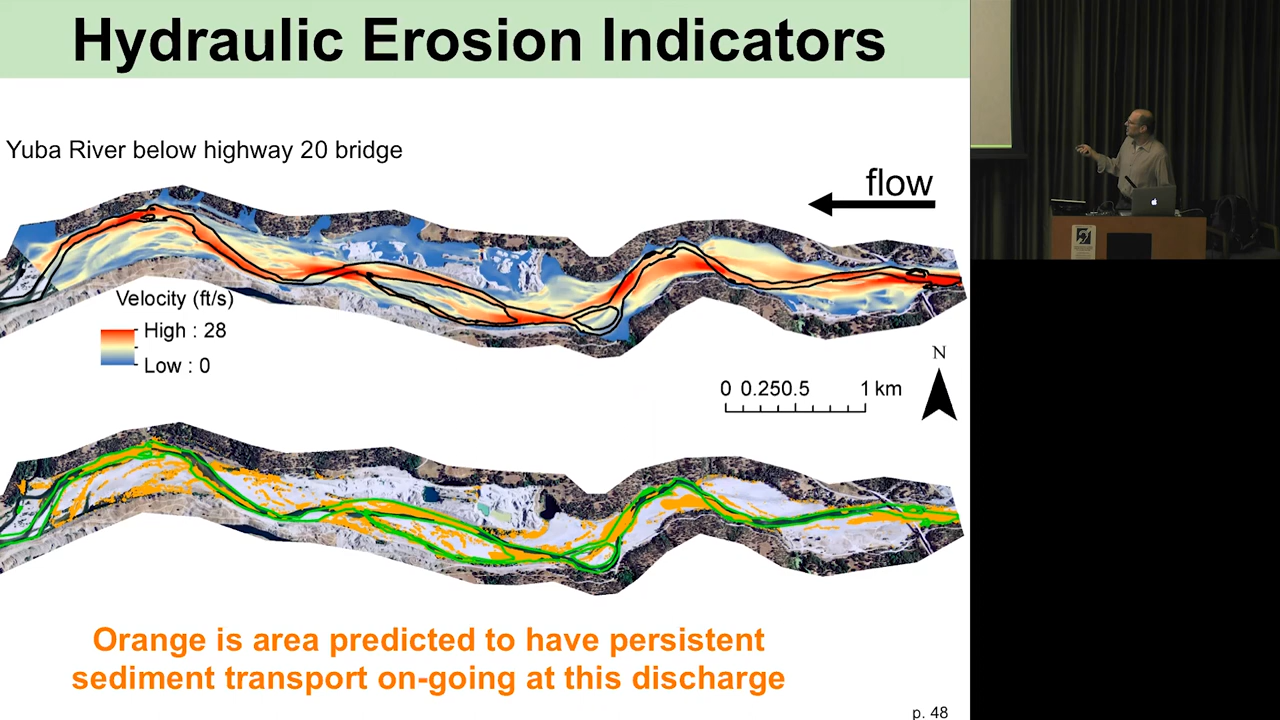 Hydraulic Erosion Indicators
Yuba River below highway 20 bridge
flow
Velocity (ft/s)
High : 28
Low : 0
N
0 0.250.5 1 km
Orange is area predicted to have persistent
sediment transport on-going at this discharge
p. 48